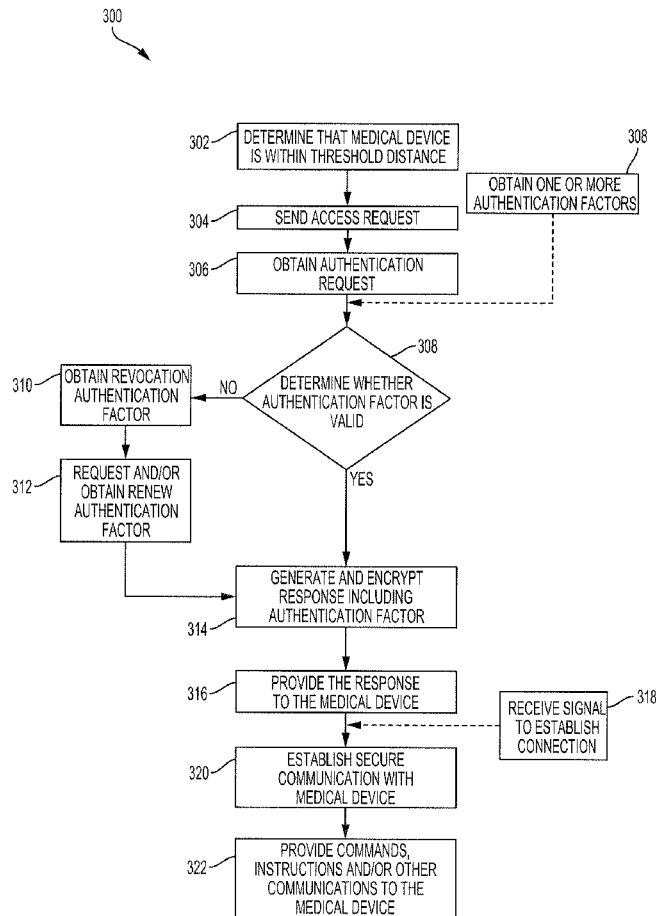 300
302
DETERMINE THAT MEDICAL DEVICE
IS WITHIN THRESHOLD DISTANCE
308
OBTAIN ONE OR MORE
AUTHENTICATION FACTORS
304
SEND ACCESS REQUEST
306
OBTAIN AUTHENTICATION
REQUEST
308
DETERMINE WHETHER
AUTHENTICATION FACTOR IS
VALID
NO
YES
310
OBTAIN REVOCATION
AUTHENTICATION
FACTOR
312
REQUEST AND/OR
OBTAIN RENEW
AUTHENTICATION
FACTOR
314
GENERATE AND ENCRYPT
RESPONSE INCLUDING
AUTHENTICATION FACTOR
316
PROVIDE THE RESPONSE
TO THE MEDICAL DEVICE
318
RECEIVE SIGNAL
TO ESTABLISH
CONNECTION
320
ESTABLISH SECURE
COMMUNICATION WITH
MEDICAL DEVICE
322
PROVIDE COMMANDS,
INSTRUCTIONS AND/OR OTHER
COMMUNICATIONS TO THE
MEDICAL DEVICE